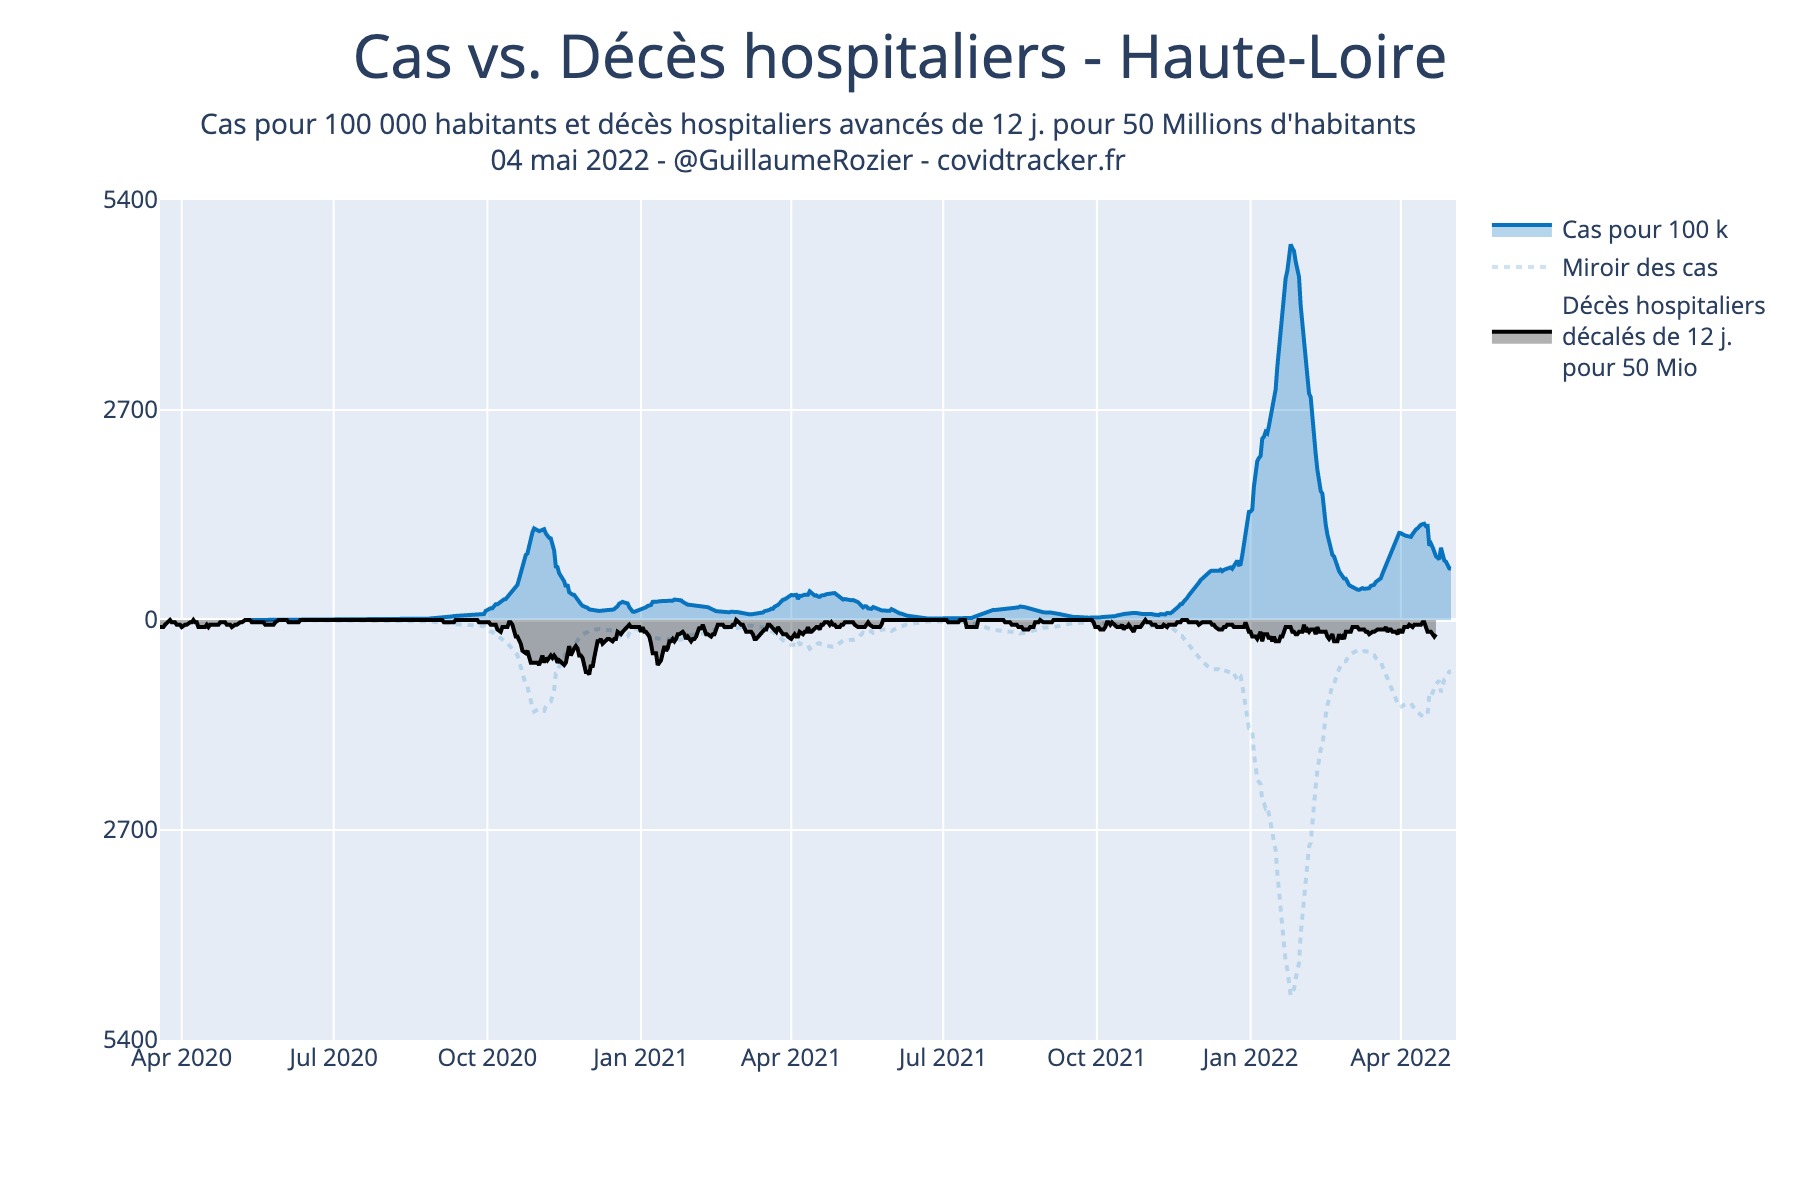 Cas vs. Décès hospitaliers - Haute-Loire
Cas pour 100 000 habitants et décès hospitaliers avancés de 12 j. pour 50 Millions d'habitants
04 mai 2022 - @GuillaumeRozier - covidtracker.fr
5400
2700
0
2700
5400
Apr 2020
Jul 2020
Oct 2020
Jan 2021
Apr 2021
Jul 2021
Oct 2021
Jan 2022
Apr 2022
Cas pour 100 k
Miroir des cas
Décès hospitaliers
décalés de 12 j.
pour 50 Mio